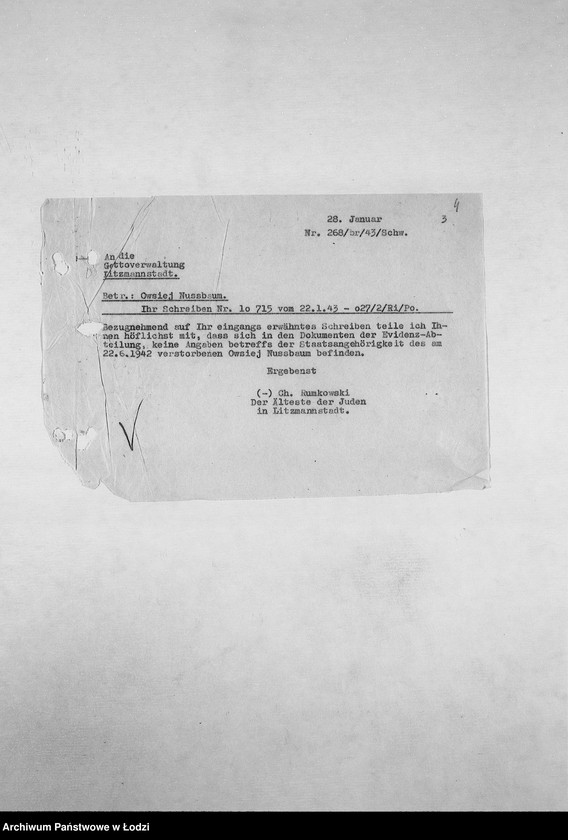 4
28. Januar 3
Nr. 268/br/43/Schw.
An die
Gettoverwaltung
Litzmannstadt.
Betr.: Owsiej Nussbaum.
Ihr Schreiben Nr. 1o 715 vom 22.1.43 - o27/2/Ri/Po.
Bezugnehmend auf Ihr eingangs erwähntes Schreiben teile ich Ih-
nen höflichst mit, dass sich in den Dokumenten der Evidenz-Ab-
teilung, keine Angaben betreffs der Staatsangehörigkeit des am
22.6.1942 verstorbenen Owsiej Nussbaum befinden.
Ergebenst
(-) Ch. Rumkowski
Der Älteste der Juden
in Litzmannstadt.
Archiwum Państwowe w Łodzi